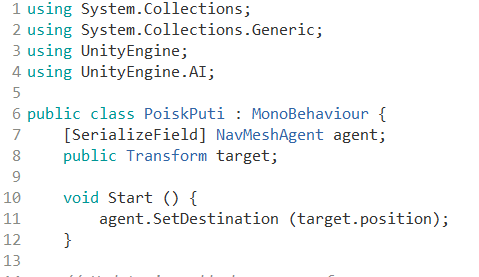 1 using System.Collections;
2 using System.Collections.Generic;
3 using UnityEngine;
4 using UnityEngine.AI;
5
6 public class PoiskPuti : MonoBehaviour {
7     [SerializeField] NavMeshAgent agent;
8     public Transform target;
9
10     void Start () {
11         agent.SetDestination (target.position);
12     }
13